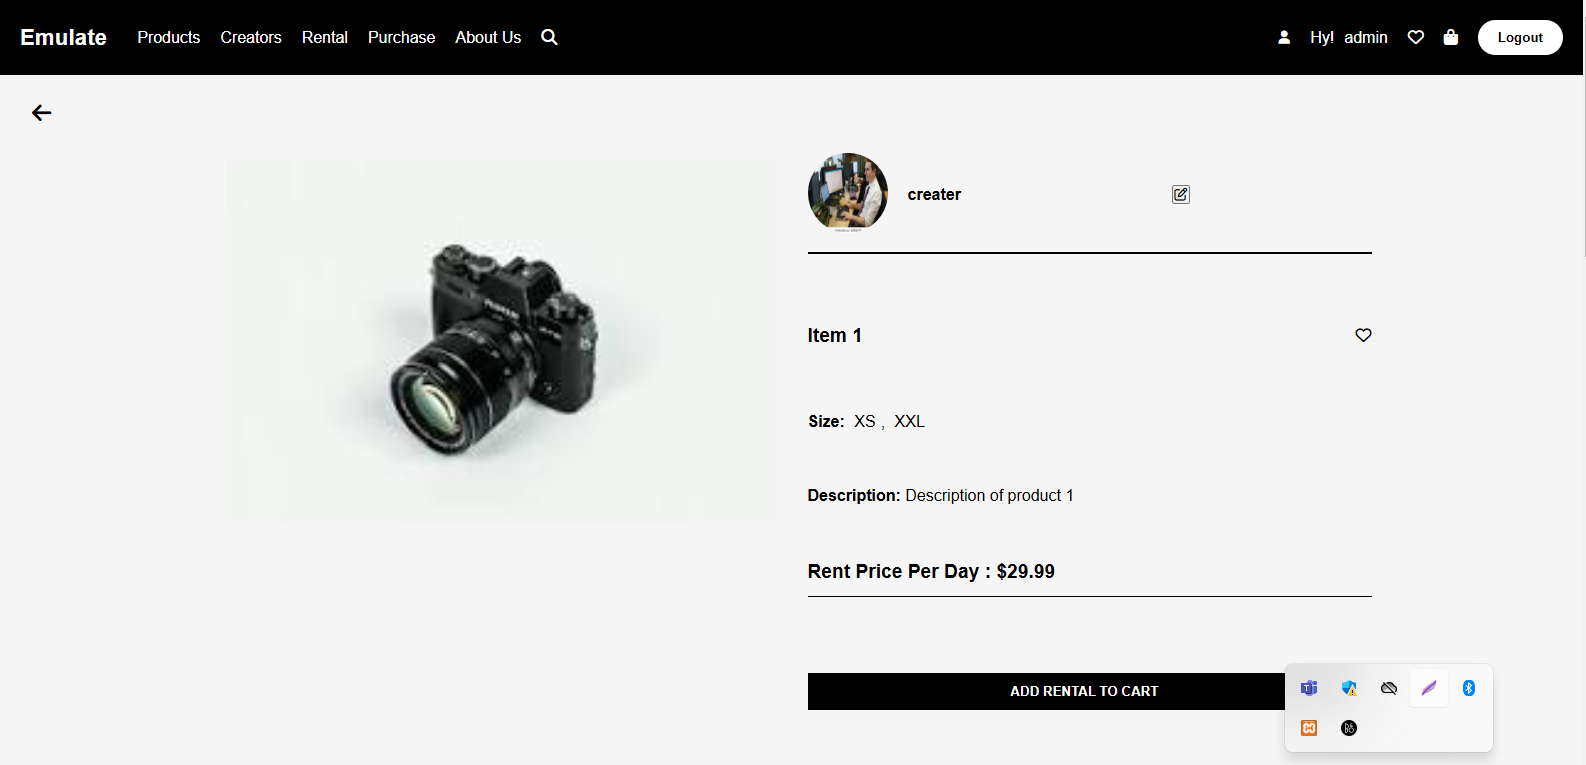 Emulate Products Creators Rental Purchase About Us Hy! admin Logout
creater
Item 1
Size: XS , XXL
Description: Description of product 1
Rent Price Per Day : $29.99
ADD RENTAL TO CART